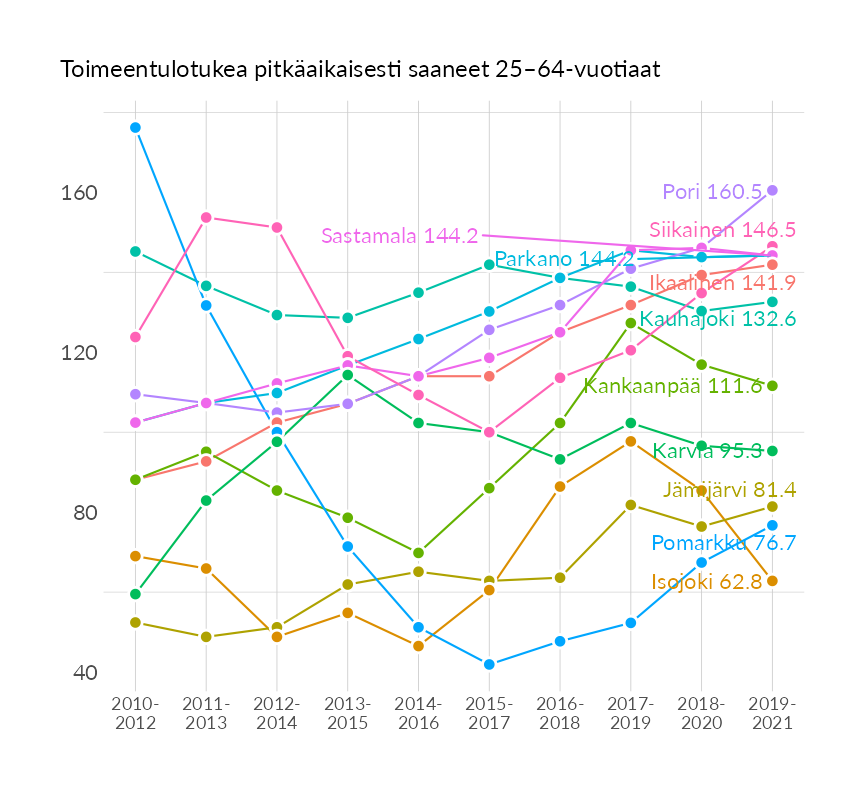 Toimeentulotukea pitkäaikaisesti saaneet 25–64-vuotiaat
160
120
80
40
Pori 160.5
Siikainen 146.5
Sastamala 144.2
Parkano 144.2
Ikaalinen 141.9
Kauhajoki 132.6
Kankaanpää 111.6
Karvia 95.3
Jämijärvi 81.4
Pomarkku 76.7
Isojoki 62.8
2010- 2011- 2012- 2013- 2014- 2015- 2016- 2017- 2018- 2019-
2012 2013 2014 2015 2016 2017 2018 2019 2020 2021